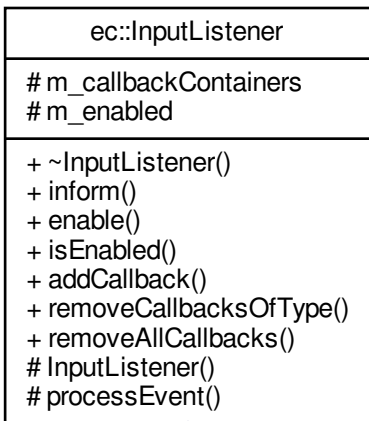 ec::InputListener
# m_callbackContainers
# m_enabled
+ ~InputListener()
+ inform()
+ enable()
+ isEnabled()
+ addCallback()
+ removeCallbacksOfType()
+ removeAllCallbacks()
# InputListener()
# processEvent()